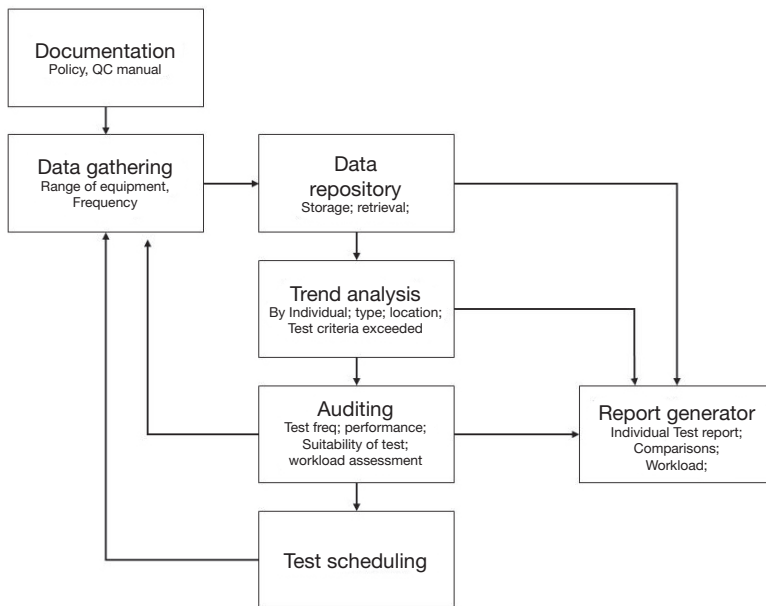 Documentation
Policy, QC manual
Data gathering
Range of equipment,
Frequency
Data
repository
Storage; retrieval;
Trend analysis
By Individual; type; location;
Test criteria exceeded
Auditing
Test freq; performance;
Suitability of test;
workload assessment
Report generator
Individual Test report;
Comparisons;
Workload;
Test scheduling